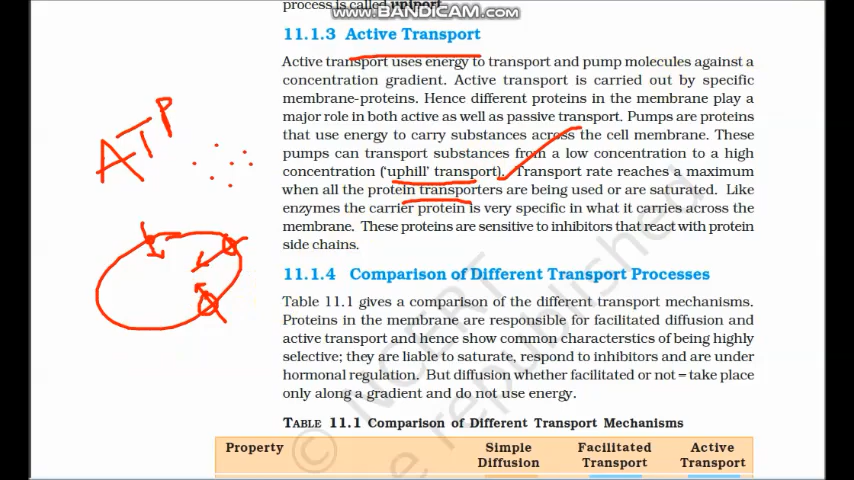 process is called uniport.
WWW.BANDICAM.COM
11.1.3 Active Transport
Active transport uses energy to transport and pump molecules against a
concentration gradient. Active transport is carried out by specific
membrane-proteins. Hence different proteins in the membrane play a
major role in both active as well as passive transport. Pumps are proteins
that use energy to carry substances across the cell membrane. These
pumps can transport substances from a low concentration to a high
concentration (‘uphill’ transport). Transport rate reaches a maximum
when all the protein transporters are being used or are saturated. Like
enzymes the carrier protein is very specific in what it carries across the
membrane. These proteins are sensitive to inhibitors that react with protein
side chains.
ATP
11.1.4 Comparison of Different Transport Processes
Table 11.1 gives a comparison of the different transport mechanisms.
Proteins in the membrane are responsible for facilitated diffusion and
active transport and hence show common characterstics of being highly
selective; they are liable to saturate, respond to inhibitors and are under
hormonal regulation. But diffusion whether facilitated or not – take place
only along a gradient and do not use energy.
TABLE 11.1 Comparison of Different Transport Mechanisms
Property Simple Facilitated Active
Diffusion Transport Transport
© NCERT
be republished